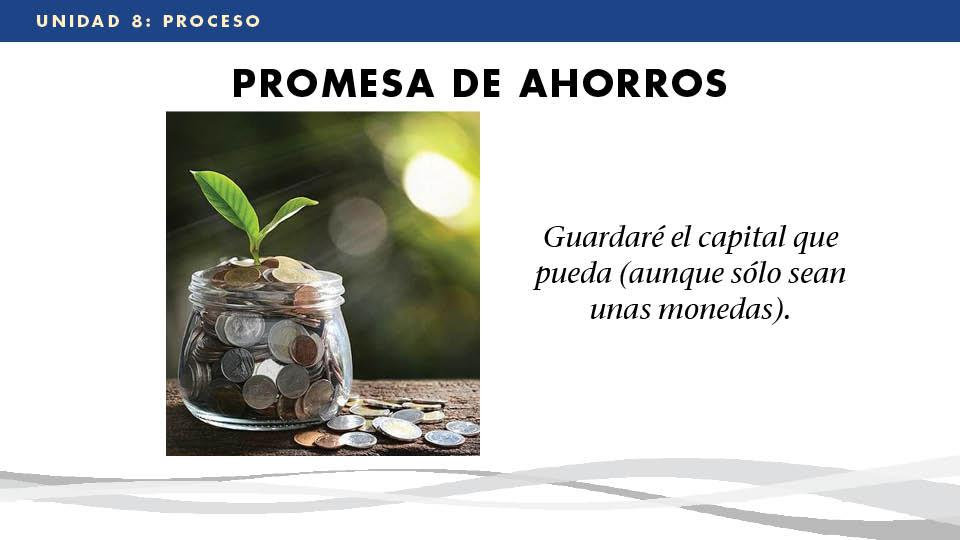 UNIDAD 8: PROCESO
PROMESA DE AHORROS
Guardaré el capital que
pueda (aunque sólo sean
unas monedas).